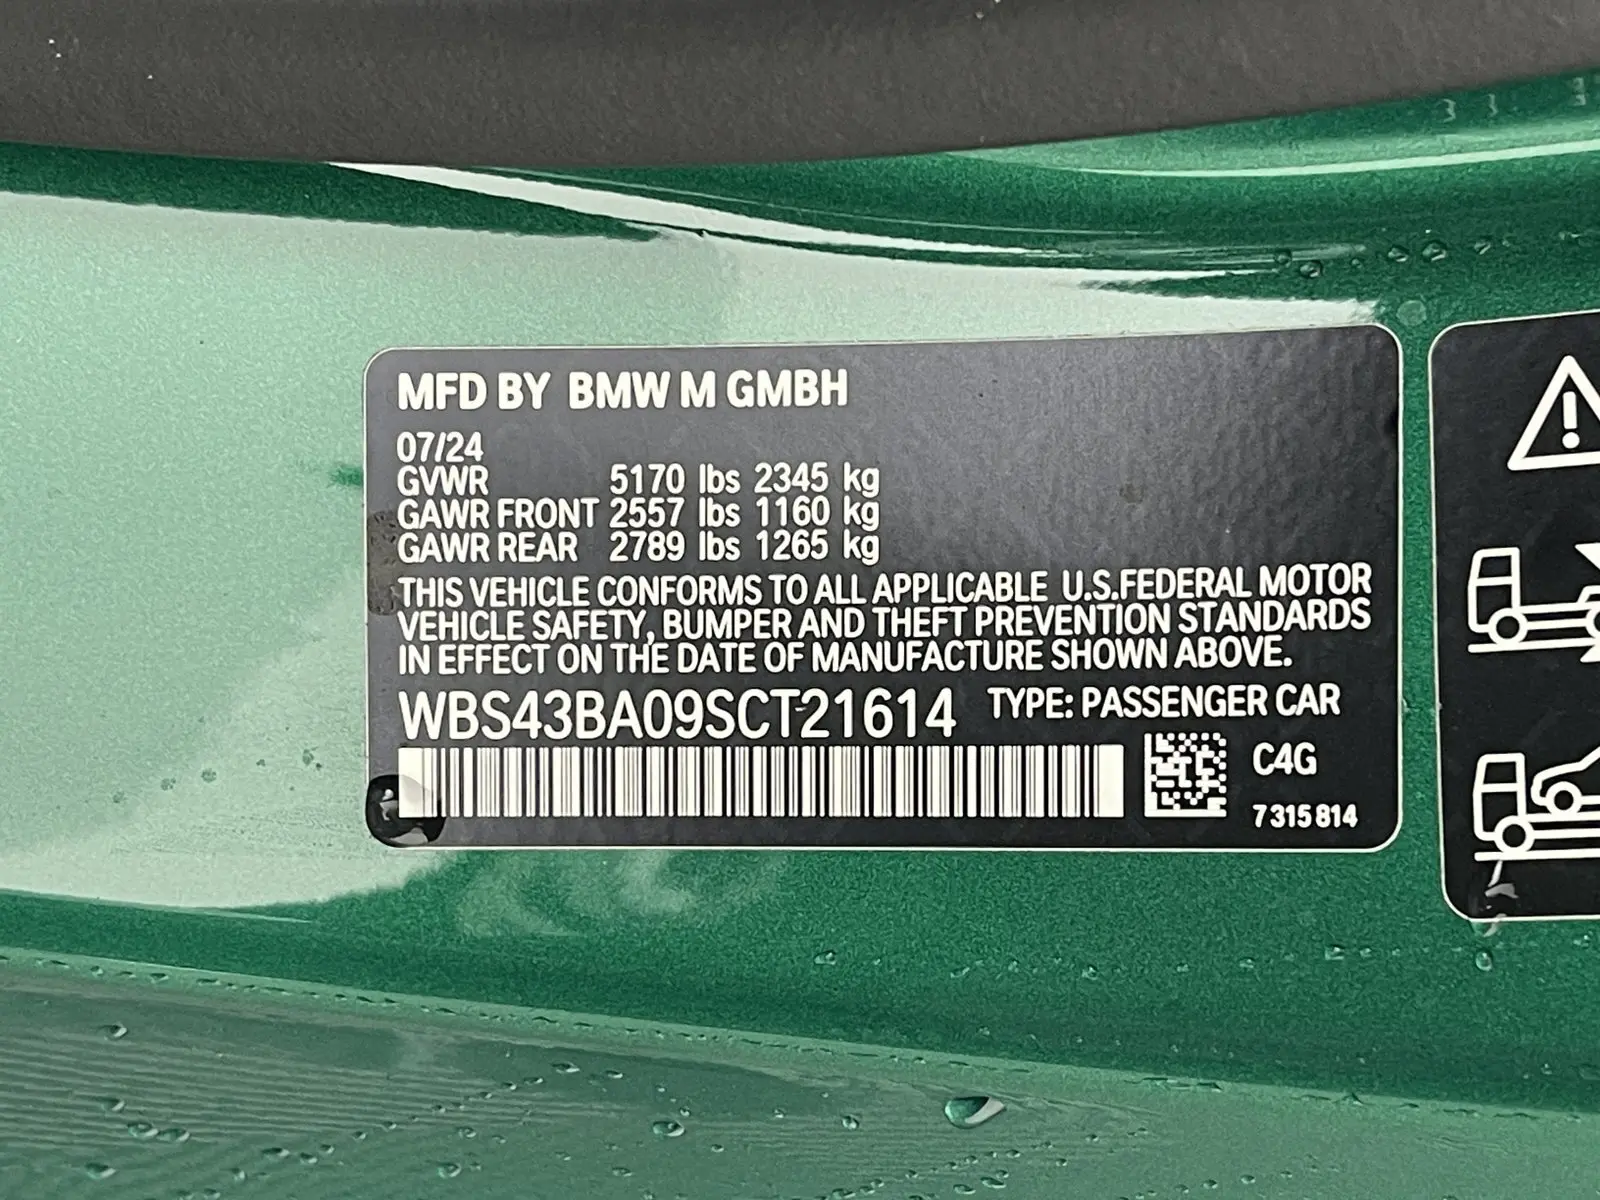 MFD BY BMW M GMBH
07/24
GVWR 5170 lbs 2345 kg
GAWR FRONT 2557 lbs 1160 kg
GAWR REAR 2789 lbs 1265 kg
THIS VEHICLE CONFORMS TO ALL APPLICABLE U.S.FEDERAL MOTOR
VEHICLE SAFETY, BUMPER AND THEFT PREVENTION STANDARDS
IN EFFECT ON THE DATE OF MANUFACTURE SHOWN ABOVE.
WBS43BA09SCT21614 TYPE: PASSENGER CAR
C4G
7 315 814